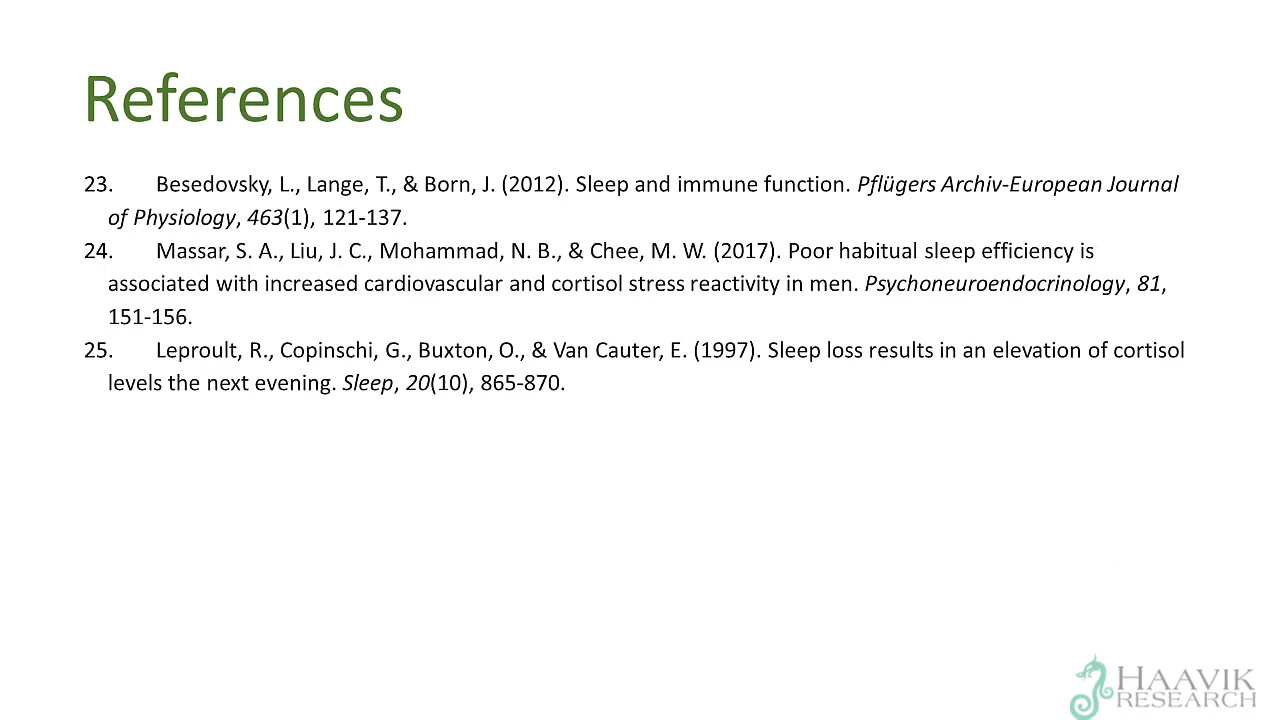 References
23. Besedovsky, L., Lange, T., & Born, J. (2012). Sleep and immune function. Pflügers Archiv-European Journal
of Physiology, 463(1), 121-137.
24. Massar, S. A., Liu, J. C., Mohammad, N. B., & Chee, M. W. (2017). Poor habitual sleep efficiency is
associated with increased cardiovascular and cortisol stress reactivity in men. Psychoneuroendocrinology, 81,
151-156.
25. Leproult, R., Copinschi, G., Buxton, O., & Van Cauter, E. (1997). Sleep loss results in an elevation of cortisol
levels the next evening. Sleep, 20(10), 865-870.
HAAVIK
RESEARCH